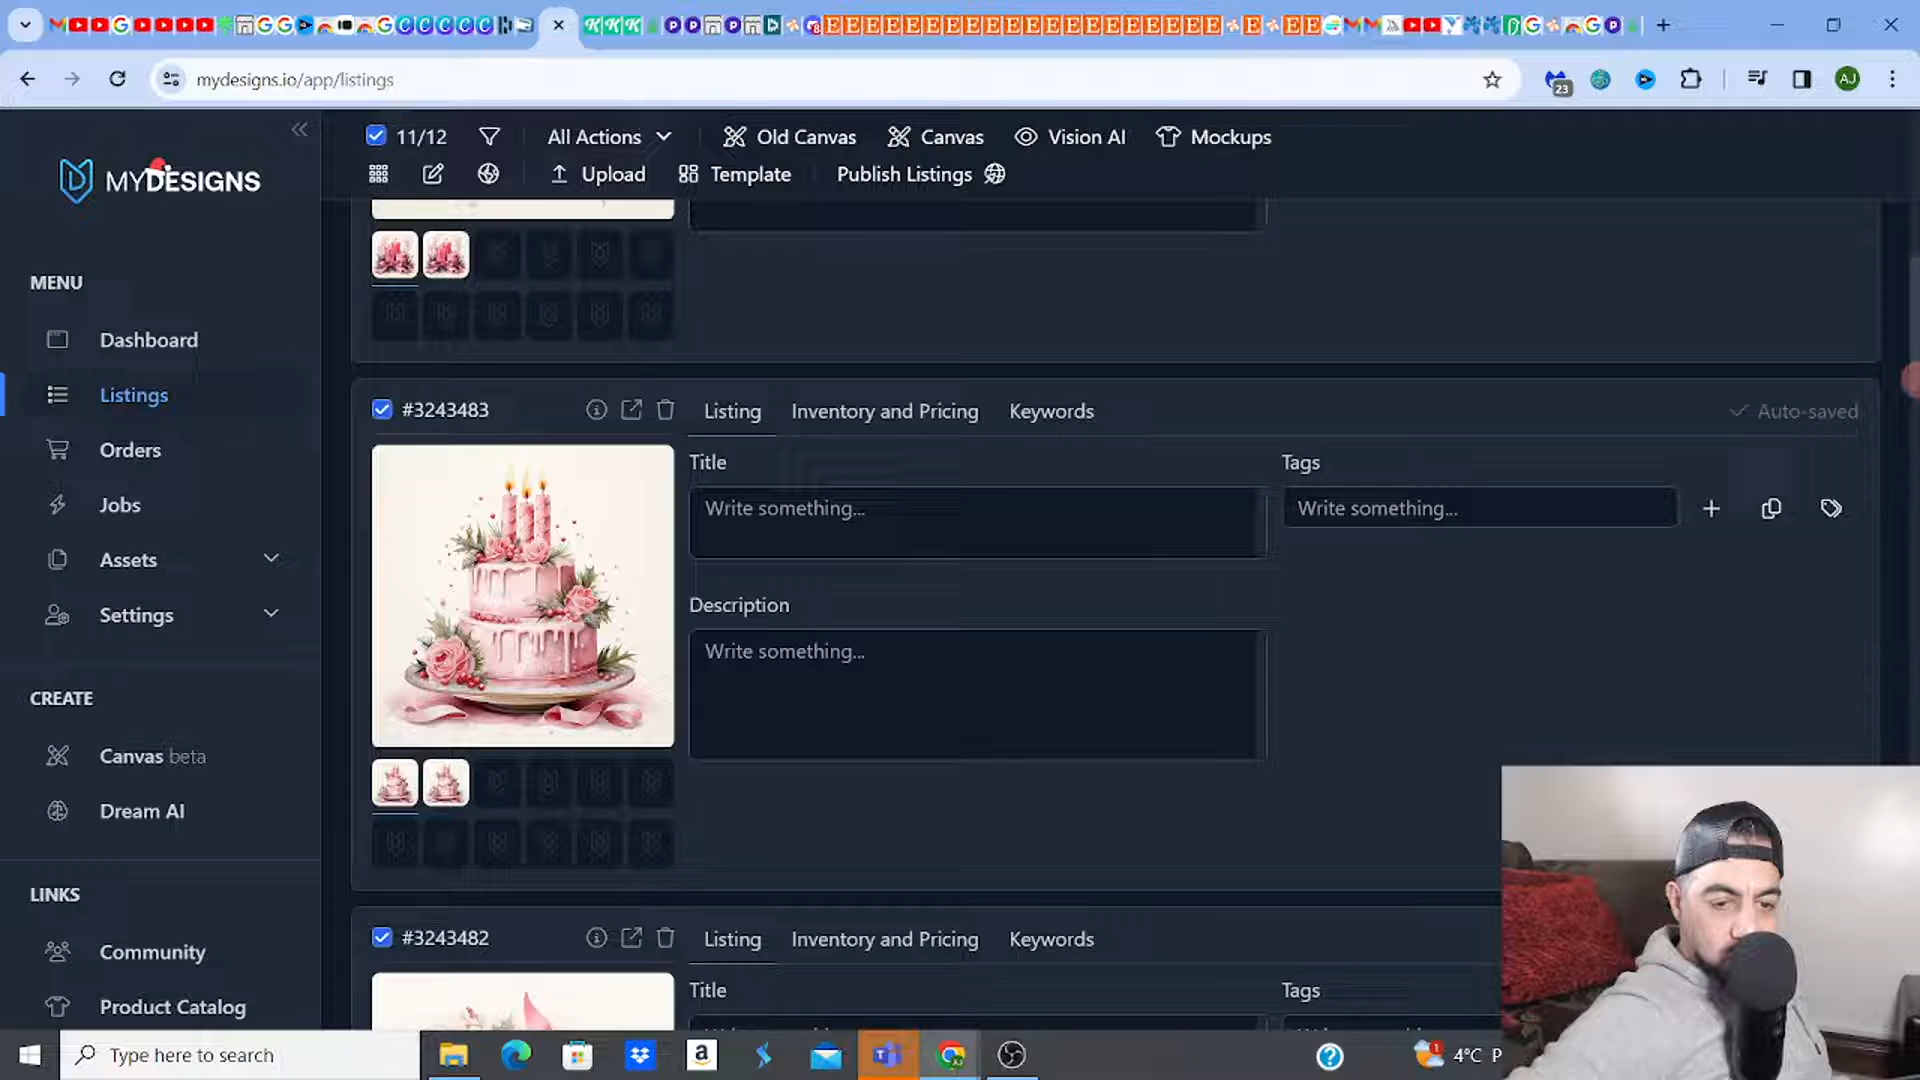 mydesigns.io/app/listings
23
AJ
MYDESIGNS
11/12
All Actions
Old Canvas
Canvas
Vision AI
Mockups
Upload
Template
Publish Listings
MENU
Dashboard
Listings
Orders
Jobs
Assets
Settings
CREATE
Canvas beta
Dream AI
LINKS
Community
Product Catalog
#3243483
Listing
Inventory and Pricing
Keywords
Auto-saved
Title
Tags
Write something...
Write something...
Description
Write something...
#3243482
Listing
Inventory and Pricing
Keywords
Title
Tags
Type here to search
4°C P